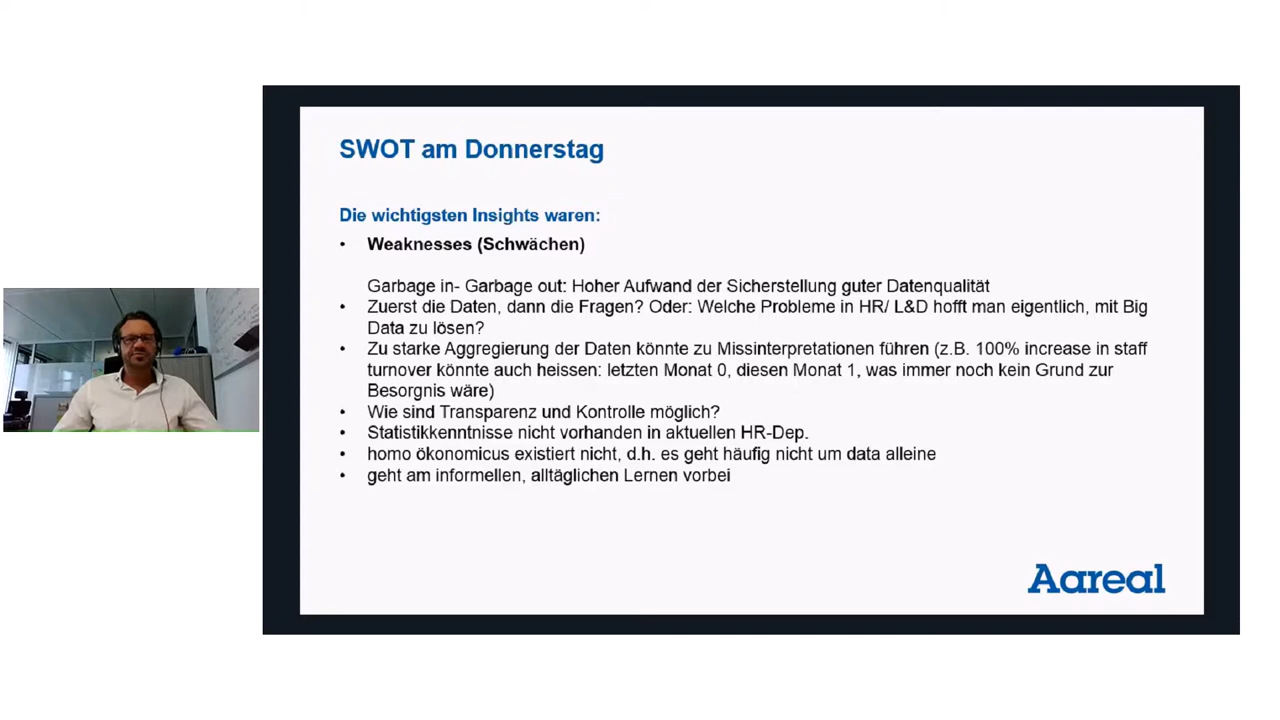 SWOT am Donnerstag
Die wichtigsten Insights waren:
• Weaknesses (Schwächen)
Garbage in- Garbage out: Hoher Aufwand der Sicherstellung guter Datenqualität
• Zuerst die Daten, dann die Fragen? Oder: Welche Probleme in HR/ L&D hofft man eigentlich, mit Big
Data zu lösen?
• Zu starke Aggregierung der Daten könnte zu Missinterpretationen führen (z.B. 100% increase in staff
turnover könnte auch heissen: letzten Monat 0, diesen Monat 1, was immer noch kein Grund zur
Besorgnis wäre)
• Wie sind Transparenz und Kontrolle möglich?
• Statistikkenntnisse nicht vorhanden in aktuellen HR-Dep.
• homo ökonomicus existiert nicht, d.h. es geht häufig nicht um data alleine
• geht am informellen, alltäglichen Lernen vorbei
Aareal